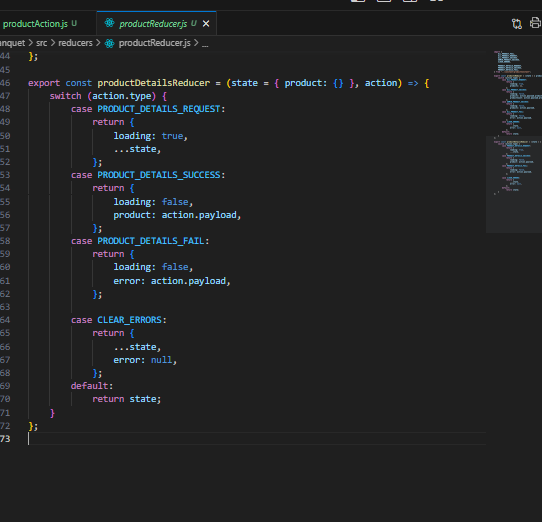 productAction.js U
productReducer.js U ×
anquet > src > reducers > productReducer.js > ...
44 };
45
46 export const productDetailsReducer = (state = { product: {} }, action) => {
47 switch (action.type) {
48 case PRODUCT_DETAILS_REQUEST:
49 return {
50 loading: true,
51 ...state,
52 };
53 case PRODUCT_DETAILS_SUCCESS:
54 return {
55 loading: false,
56 product: action.payload,
57 };
58 case PRODUCT_DETAILS_FAIL:
59 return {
60 loading: false,
61 error: action.payload,
62 };
63
64 case CLEAR_ERRORS:
65 return {
66 ...state,
67 error: null,
68 };
69 default:
70 return state;
71 }
72 };
73